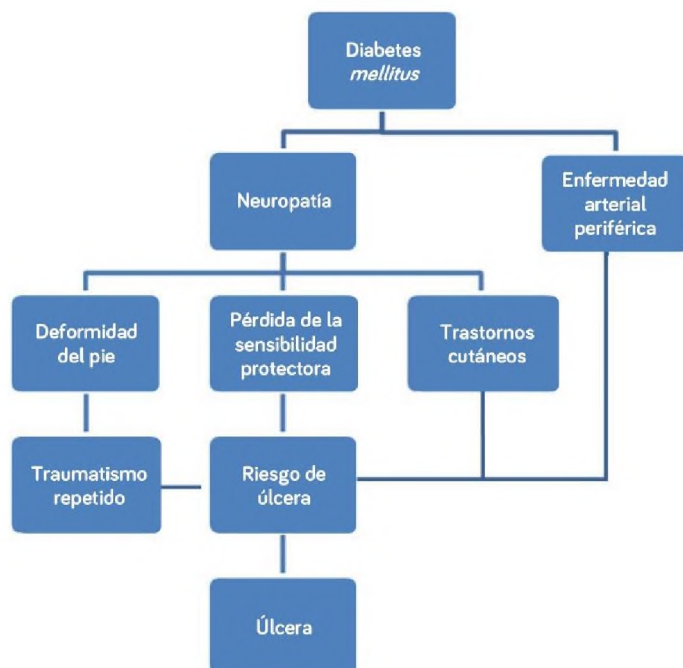 Diabetes
mellitus
Neuropatía
Enfermedad
arterial
periférica
Deformidad
del pie
Pérdida de la
sensibilidad
protectora
Trastornos
cutáneos
Traumatismo
repetido
Riesgo de
úlcera
Úlcera